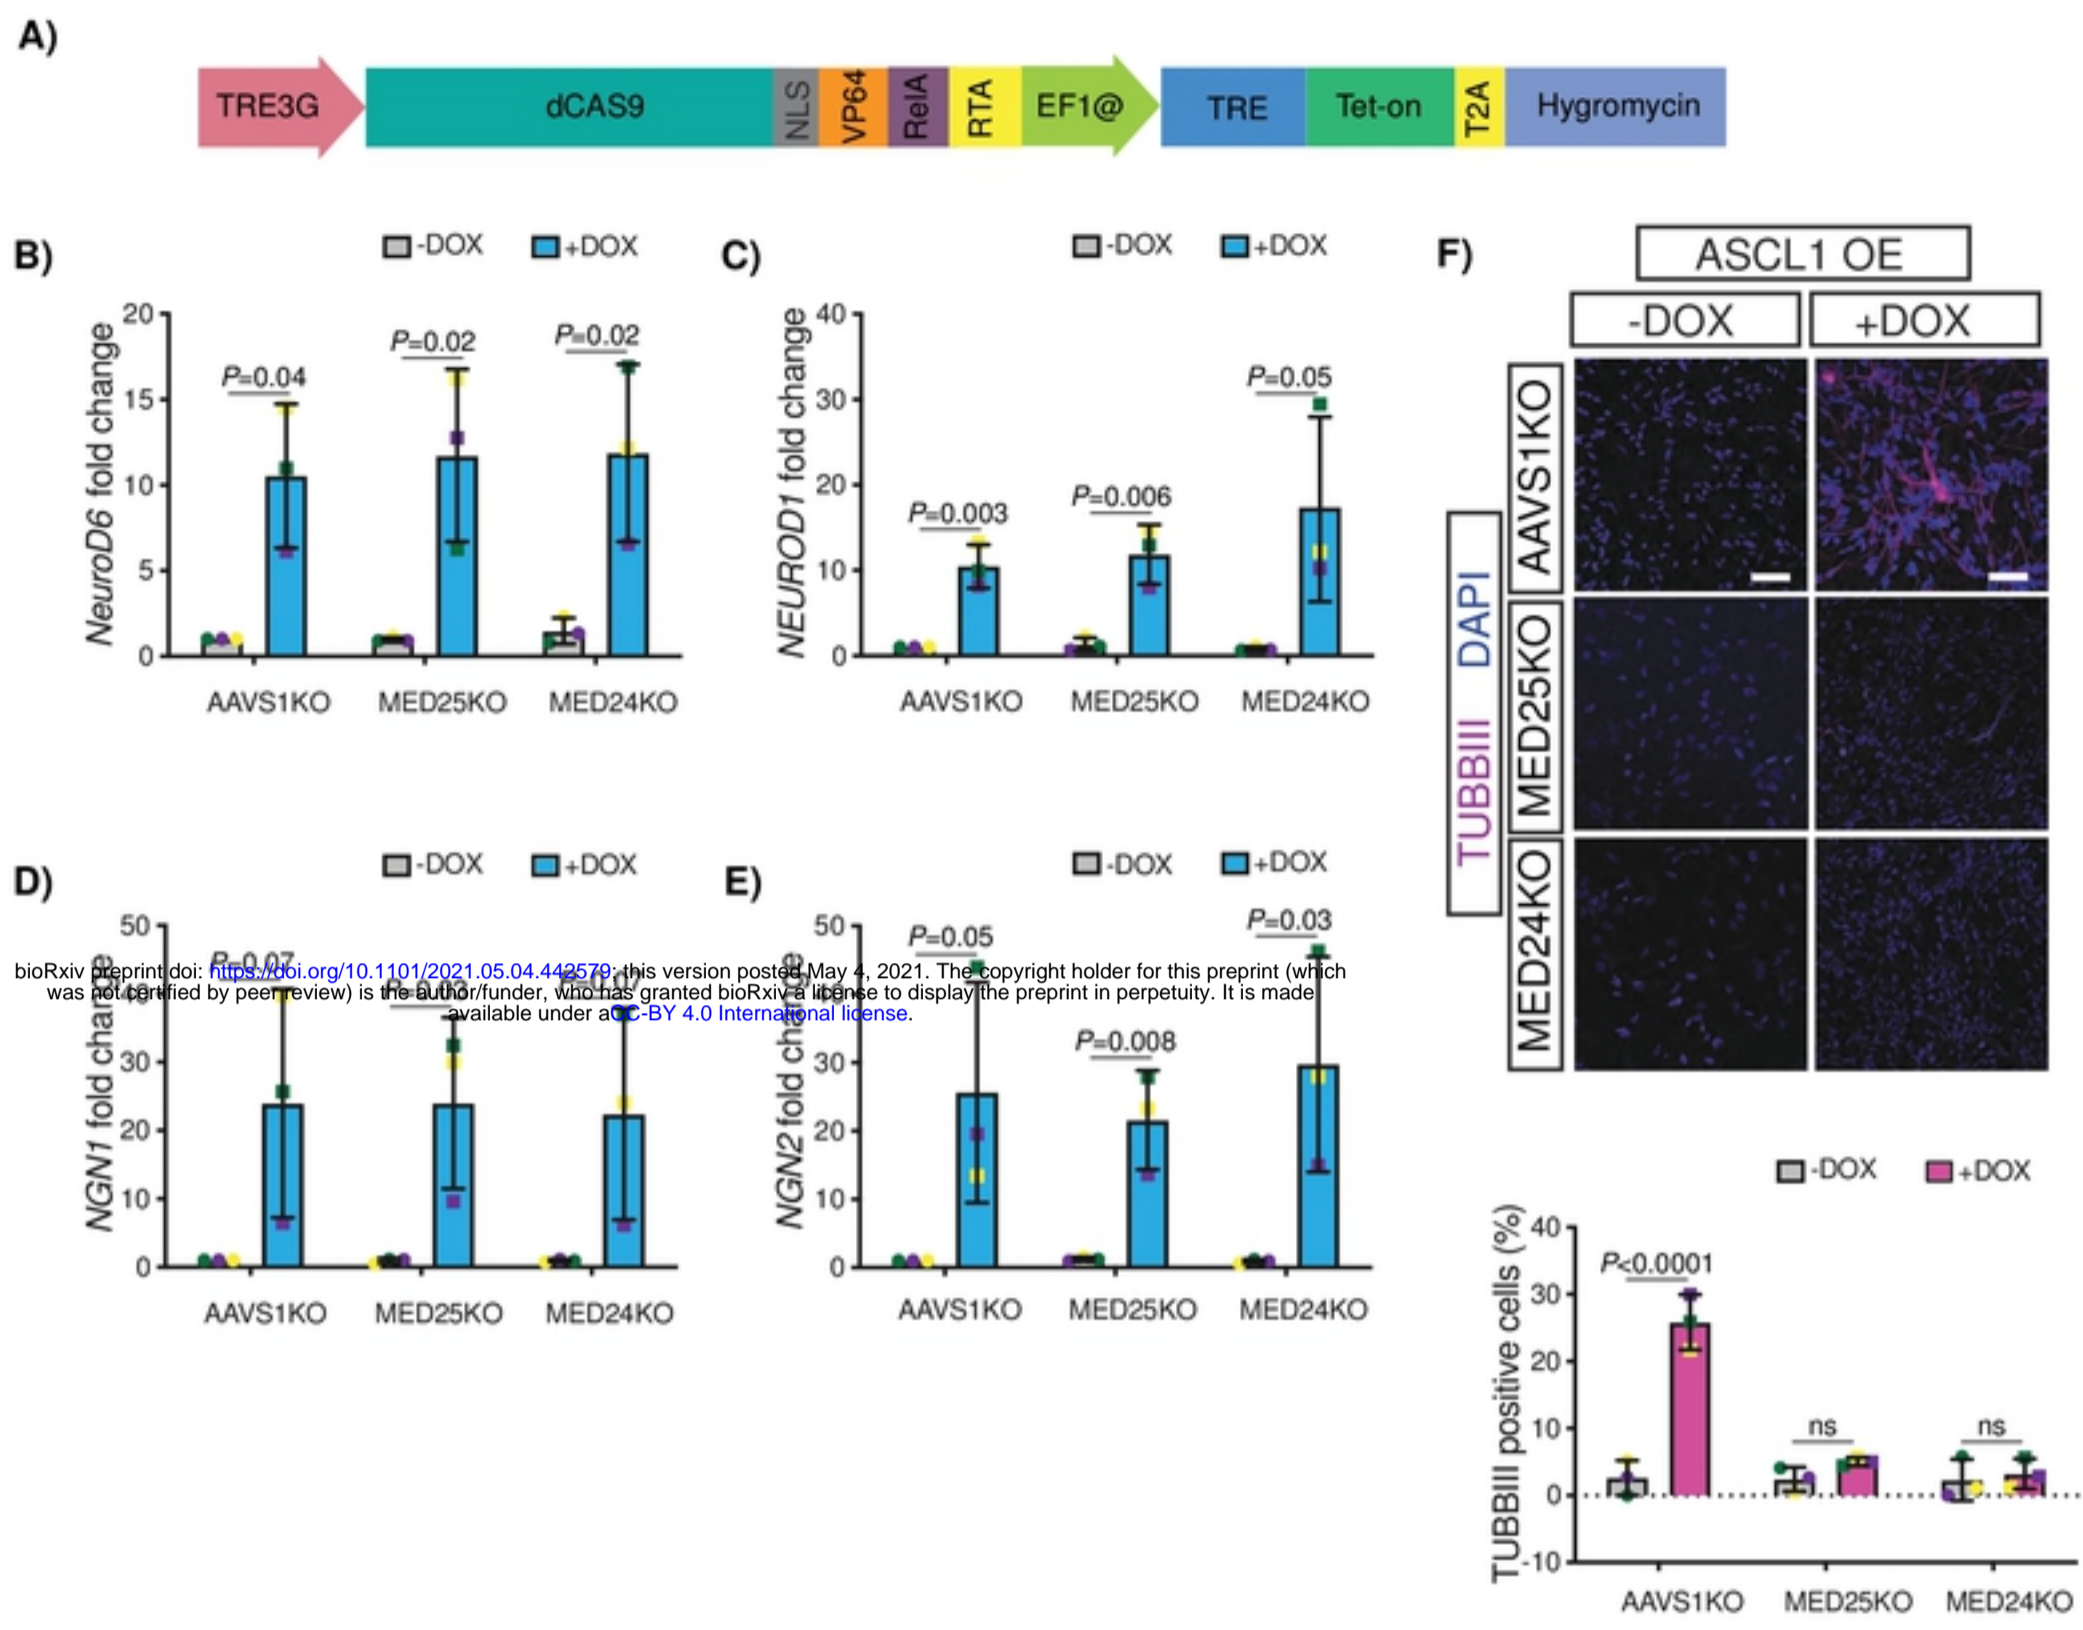 A)
TRE3G dCAS9 NLS VP64 RelA RTA EF1@ TRE Tet-on T2A Hygromycin
B)
-DOX +DOX
NeuroD6 fold change
20
15
10
5
0
P=0.04
P=0.02
P=0.02
AAVS1KO MED25KO MED24KO
C)
-DOX +DOX
NEUROD1 fold change
40
30
20
10
0
P=0.003
P=0.006
P=0.05
AAVS1KO MED25KO MED24KO
D)
-DOX +DOX
NGN1 fold change
50
40
30
20
10
0
P=0.07
P=0.03
P=0.07
AAVS1KO MED25KO MED24KO
E)
-DOX +DOX
NGN2 fold change
50
30
20
10
0
P=0.05
P=0.008
P=0.03
AAVS1KO MED25KO MED24KO
bioRxiv preprint doi: https://doi.org/10.1101/2021.05.04.442579; this version posted May 4, 2021. The copyright holder for this preprint (which
was not certified by peer review) is the author/funder, who has granted bioRxiv a license to display the preprint in perpetuity. It is made
available under aCC-BY 4.0 International license.
F)
ASCL1 OE
-DOX +DOX
TUBBIII DAPI
AAVS1KO
MED25KO
MED24KO
-DOX +DOX
TUBBIII positive cells (%)
40
30
20
10
0
-10
P<0.0001
ns
ns
AAVS1KO MED25KO MED24KO